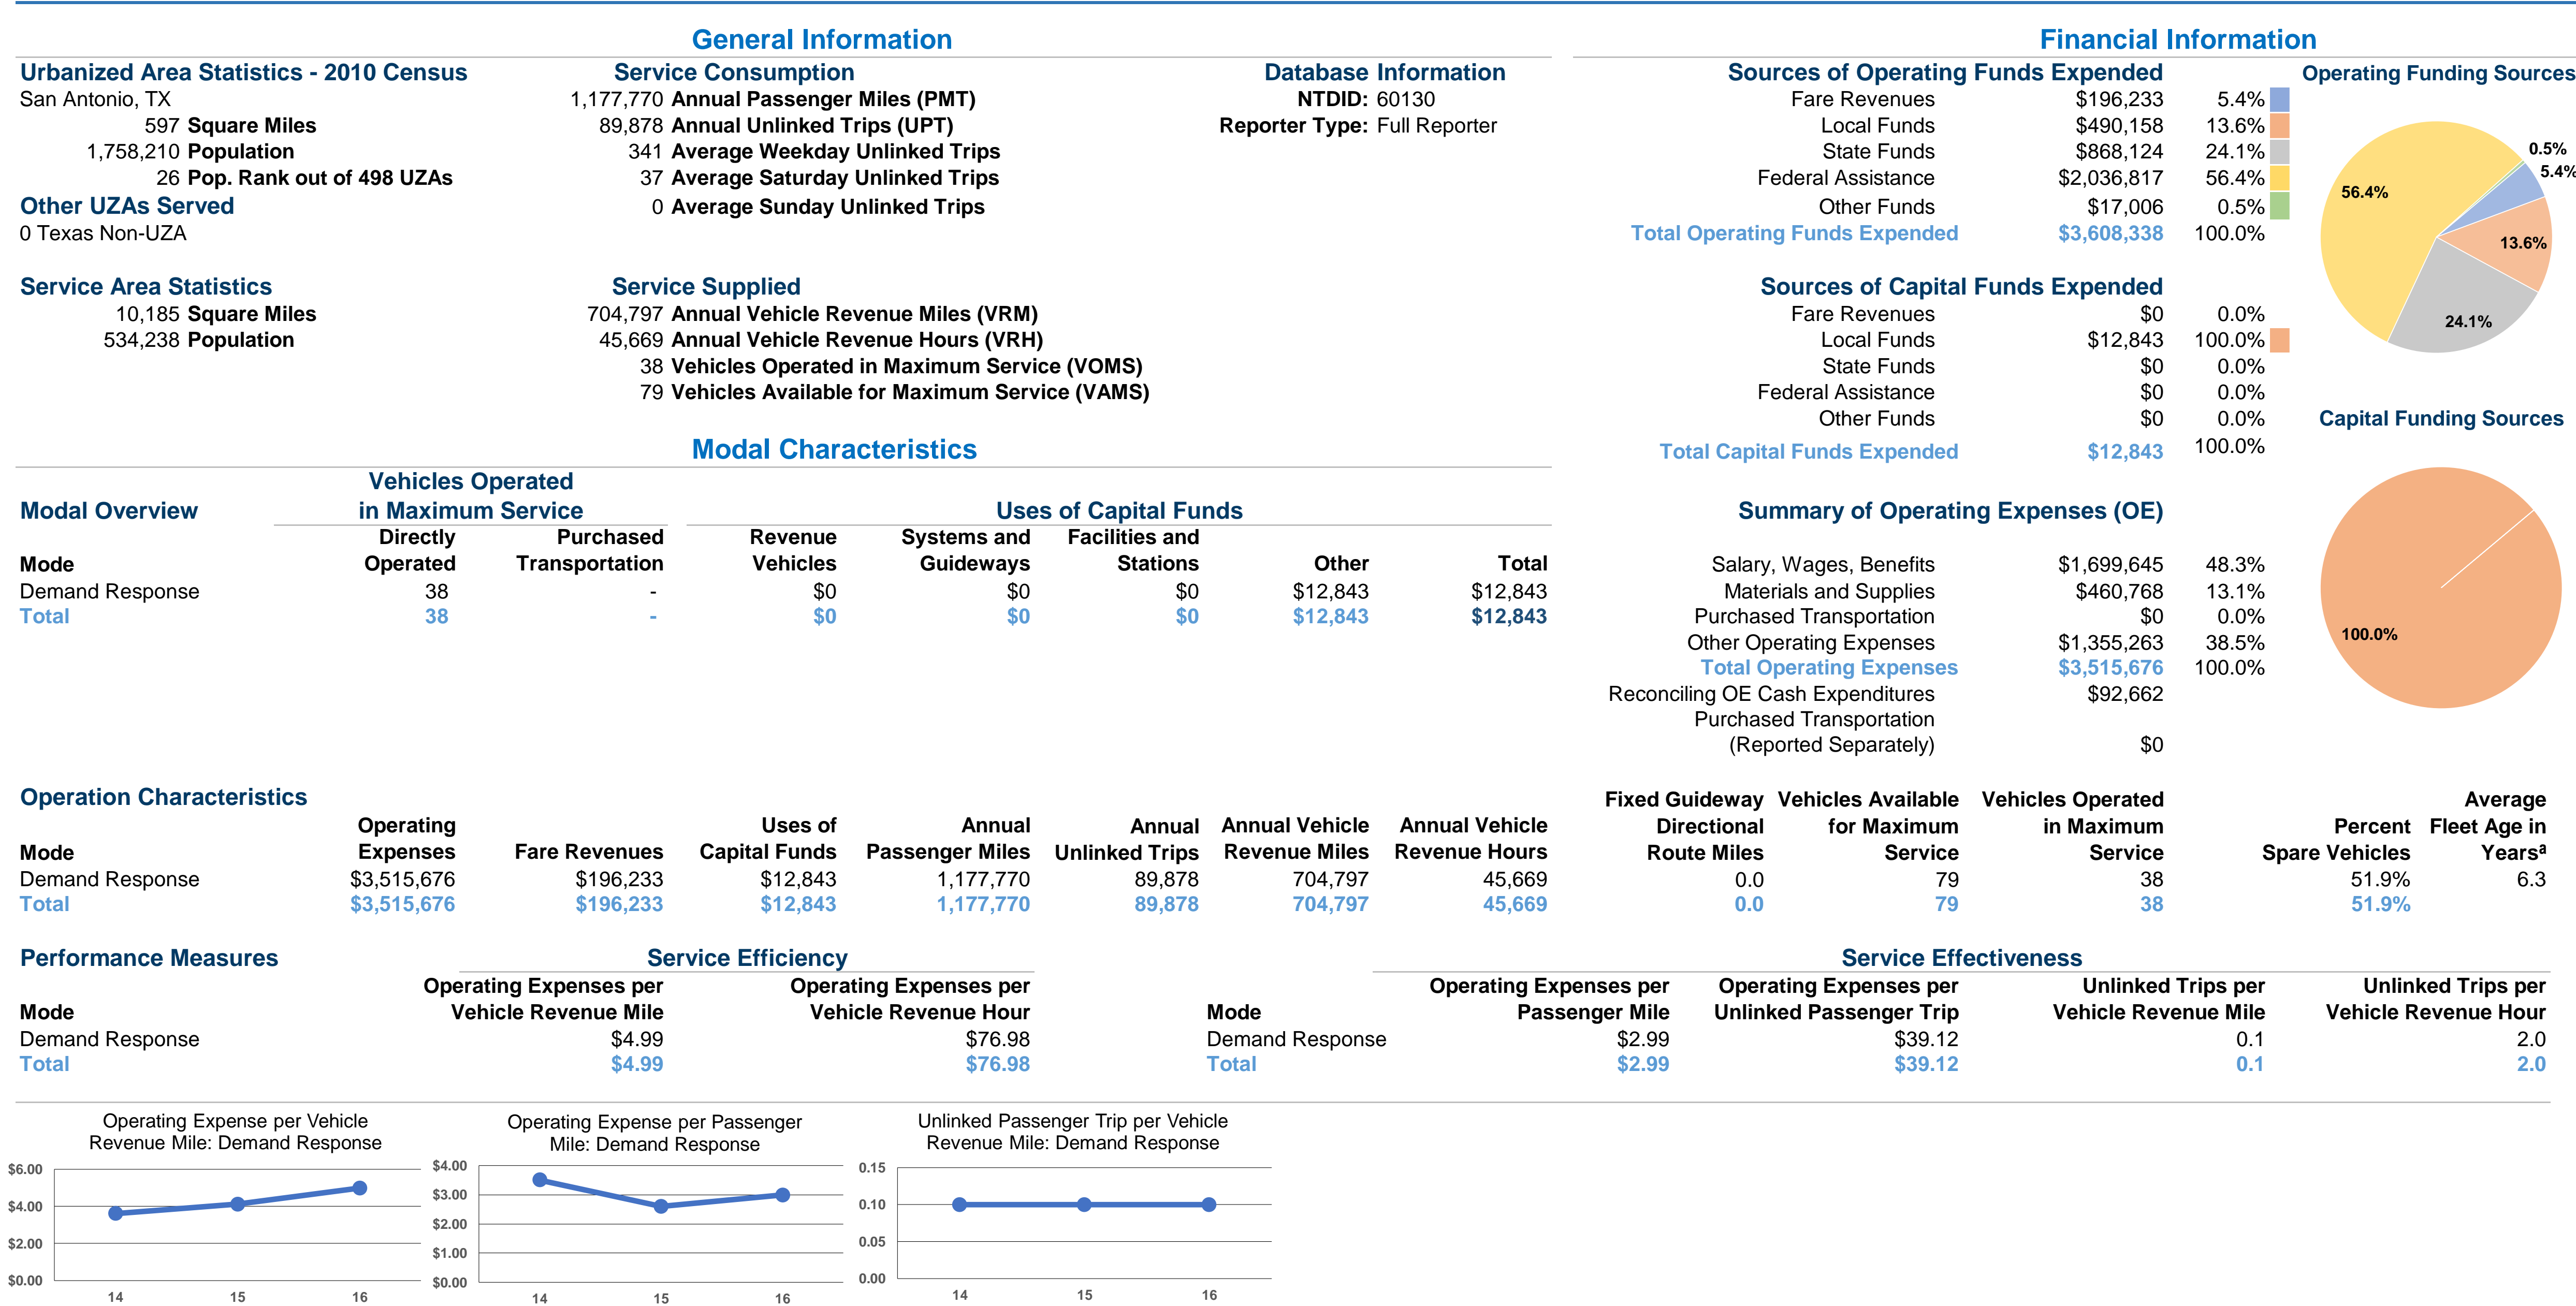 General Information
Urbanized Area Statistics - 2010 Census
San Antonio, TX
597 Square Miles
1,758,210 Population
26 Pop. Rank out of 498 UZAs
Other UZAs Served
0 Texas Non-UZA
Service Area Statistics
10,185 Square Miles
534,238 Population
Service Consumption
1,177,770 Annual Passenger Miles (PMT)
89,878 Annual Unlinked Trips (UPT)
341 Average Weekday Unlinked Trips
37 Average Saturday Unlinked Trips
0 Average Sunday Unlinked Trips
Service Supplied
704,797 Annual Vehicle Revenue Miles (VRM)
45,669 Annual Vehicle Revenue Hours (VRH)
38 Vehicles Operated in Maximum Service (VOMS)
79 Vehicles Available for Maximum Service (VAMS)
Database Information
NTDID: 60130
Reporter Type: Full Reporter
Financial Information
Sources of Operating Funds Expended
Fare Revenues $196,233 5.4%
Local Funds $490,158 13.6%
State Funds $868,124 24.1%
Federal Assistance $2,036,817 56.4%
Other Funds $17,006 0.5%
Total Operating Funds Expended $3,608,338 100.0%
Sources of Capital Funds Expended
Fare Revenues $0 0.0%
Local Funds $12,843 100.0%
State Funds $0 0.0%
Federal Assistance $0 0.0%
Other Funds $0 0.0%
Total Capital Funds Expended $12,843 100.0%
Operating Funding Sources
0.5%
5.4%
56.4%
13.6%
24.1%
Capital Funding Sources
100.0%
Summary of Operating Expenses (OE)
Salary, Wages, Benefits $1,699,645 48.3%
Materials and Supplies $460,768 13.1%
Purchased Transportation $0 0.0%
Other Operating Expenses $1,355,263 38.5%
Total Operating Expenses $3,515,676 100.0%
Reconciling OE Cash Expenditures $92,662
Purchased Transportation
(Reported Separately) $0
Modal Characteristics
Vehicles Operated
Modal Overview in Maximum Service Uses of Capital Funds
Directly Purchased Revenue Systems and Facilities and
Mode Operated Transportation Vehicles Guideways Stations Other Total
Demand Response 38 - $0 $0 $0 $12,843 $12,843
Total 38 - $0 $0 $0 $12,843 $12,843
Operation Characteristics
Fixed Guideway Vehicles Available Vehicles Operated Average
Operating Uses of Annual Annual Annual Vehicle Annual Vehicle Directional for Maximum in Maximum Percent Fleet Age in
Mode Expenses Fare Revenues Capital Funds Passenger Miles Unlinked Trips Revenue Miles Revenue Hours Route Miles Service Service Spare Vehicles Yearsª
Demand Response $3,515,676 $196,233 $12,843 1,177,770 89,878 704,797 45,669 0.0 79 38 51.9% 6.3
Total $3,515,676 $196,233 $12,843 1,177,770 89,878 704,797 45,669 0.0 79 38 51.9%
Performance Measures Service Efficiency
Operating Expenses per Operating Expenses per
Mode Vehicle Revenue Mile Vehicle Revenue Hour
Demand Response $4.99 $76.98
Total $4.99 $76.98
Service Effectiveness
Operating Expenses per Operating Expenses per Unlinked Trips per Unlinked Trips per
Mode Passenger Mile Unlinked Passenger Trip Vehicle Revenue Mile Vehicle Revenue Hour
Demand Response $2.99 $39.12 0.1 2.0
Total $2.99 $39.12 0.1 2.0
Operating Expense per Vehicle
Revenue Mile: Demand Response
$6.00
$4.00
$2.00
$0.00
14 15 16
Operating Expense per Passenger
Mile: Demand Response
$4.00
$3.00
$2.00
$1.00
$0.00
14 15 16
Unlinked Passenger Trip per Vehicle
Revenue Mile: Demand Response
0.15
0.10
0.05
0.00
14 15 16